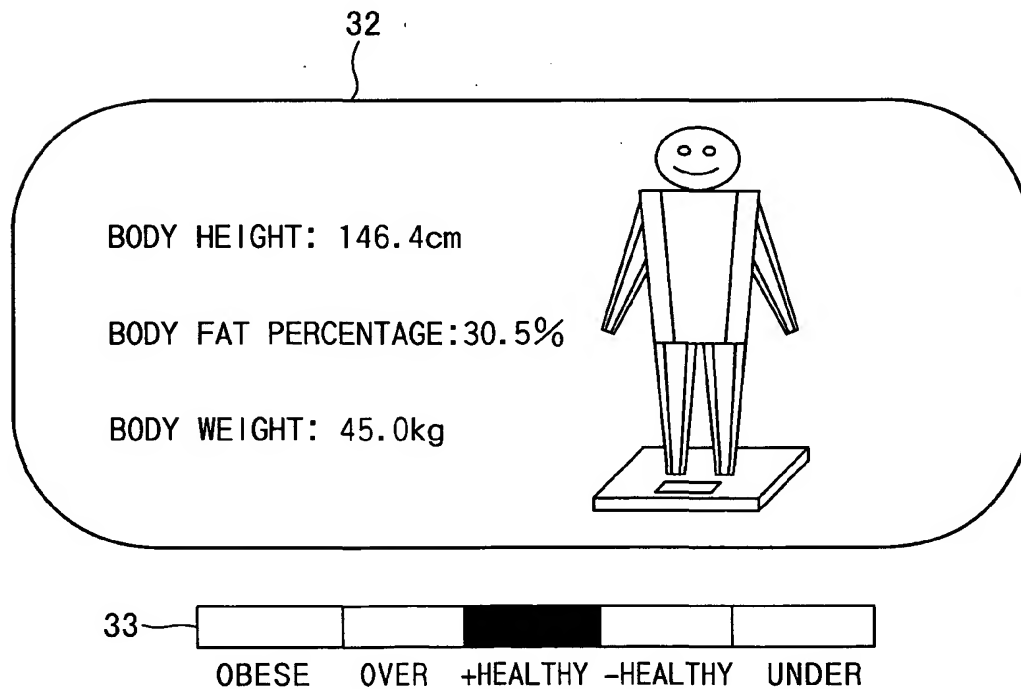 32
BODY HEIGHT: 146.4cm
BODY FAT PERCENTAGE:30.5%
BODY WEIGHT: 45.0kg
33
OBESE OVER +HEALTHY -HEALTHY UNDER